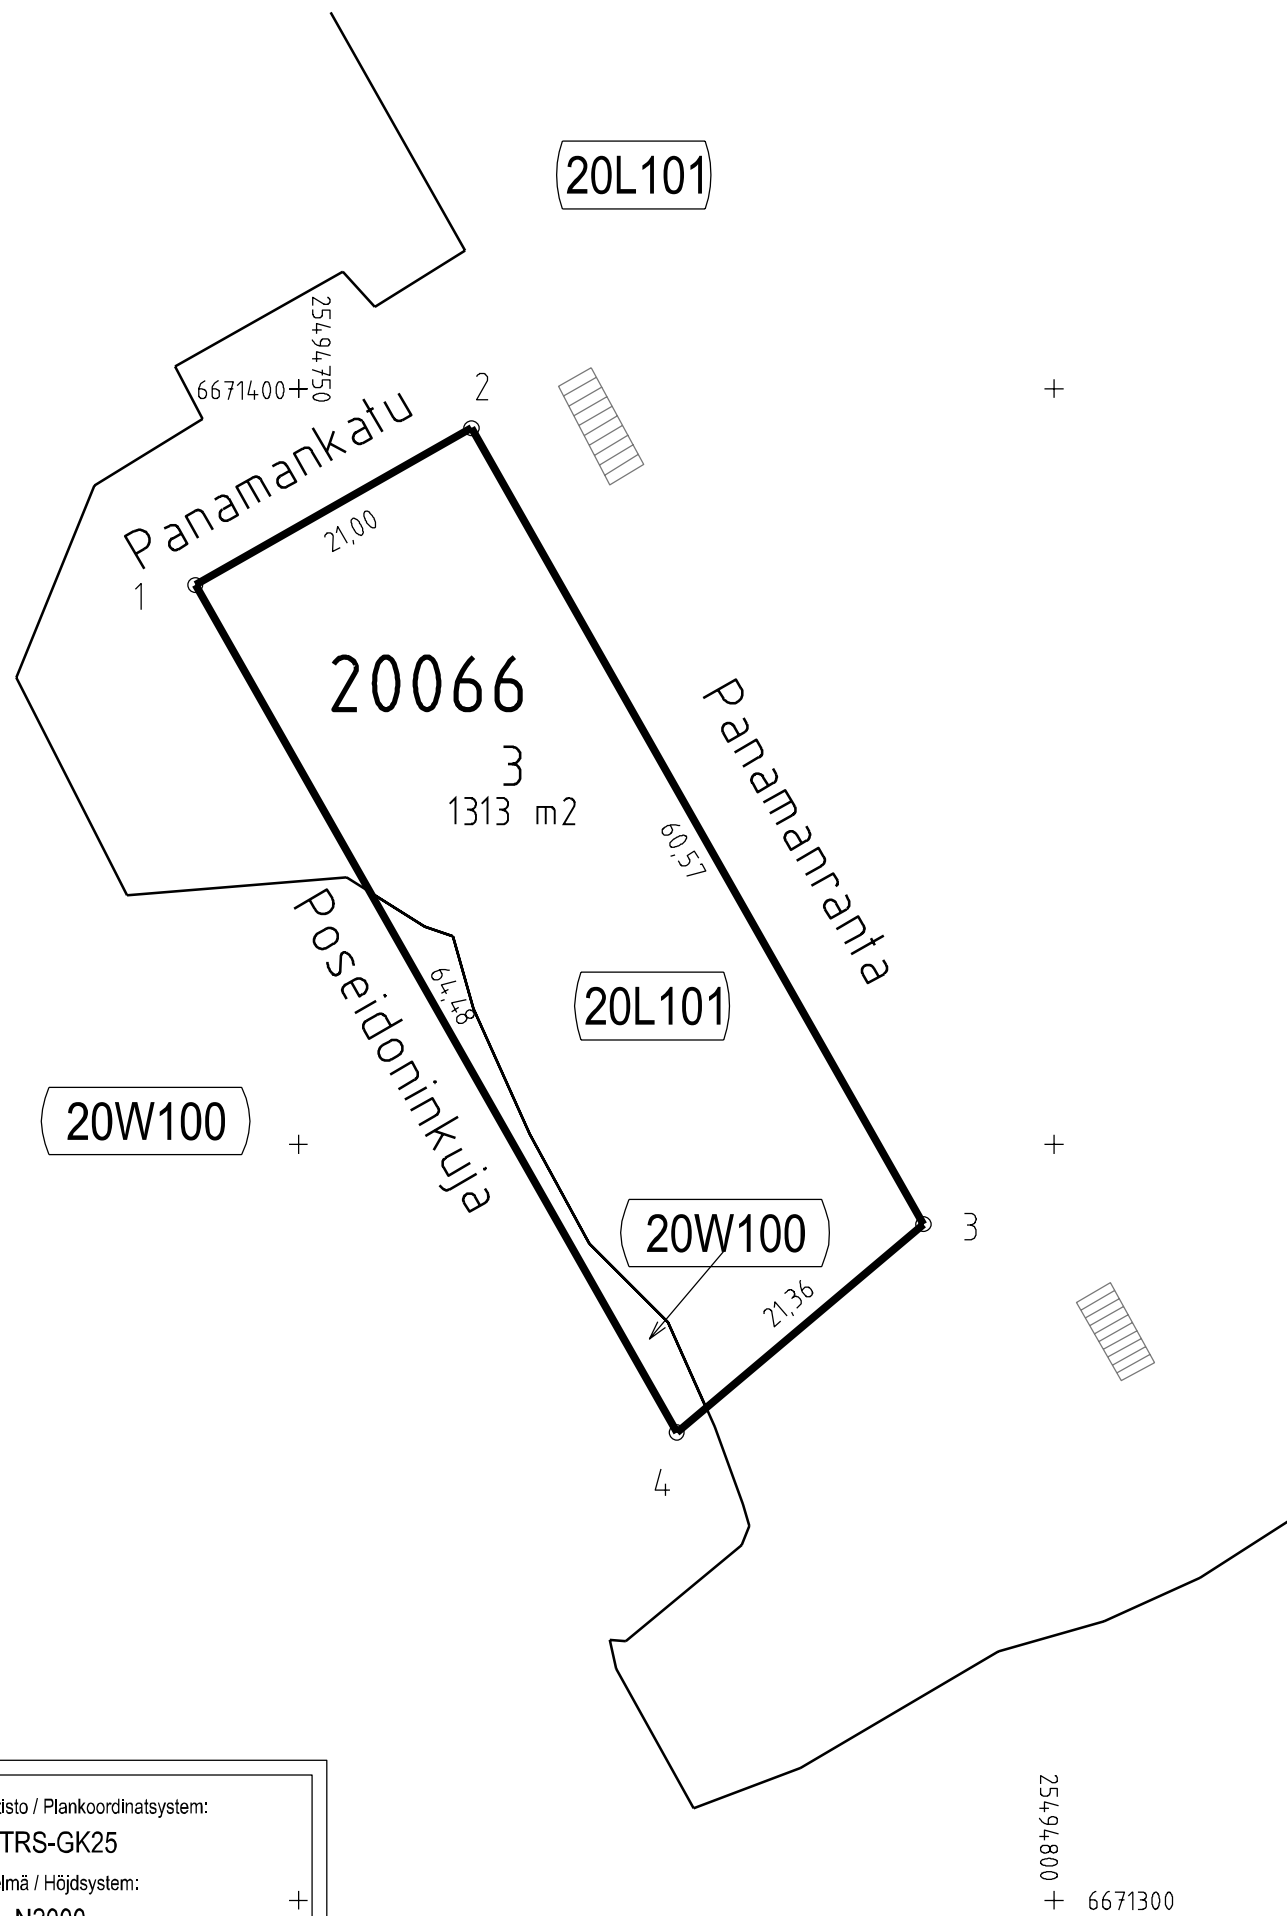 20L101
25494750
6671400
2
Panamankatu
21,00
1
20066
3
1313 m2
Panamanranta
60,57
Poseidoninkuja
64,48
20L101
20W100
20W100
3
21,36
4
isto / Plankoordinatsystem:
TRS-GK25
lmä / Höjdsystem:
N2000
25494800
6671300